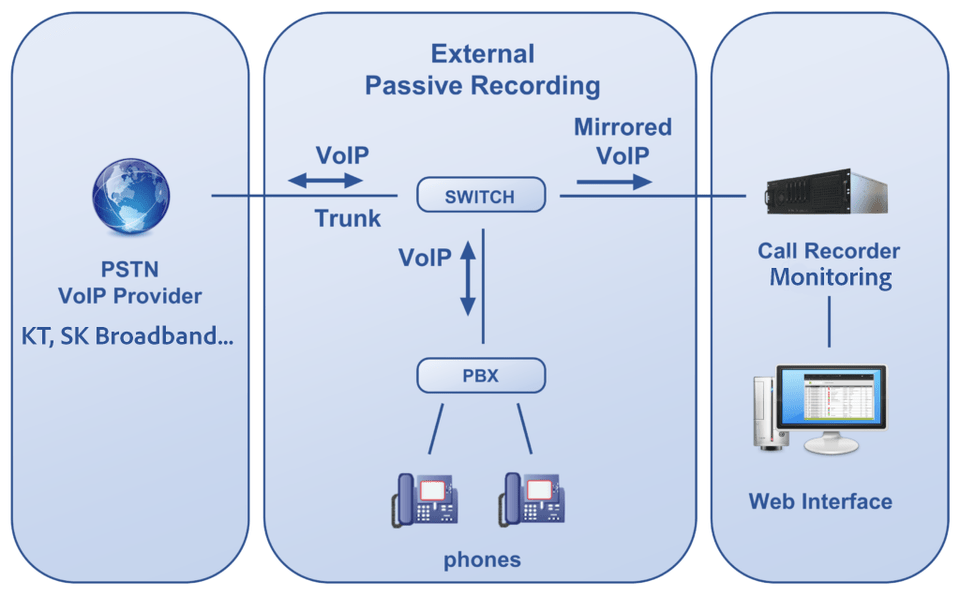 External
Passive Recording
Mirrored
VoIP
VoIP
Trunk
SWITCH
VoIP
PBX
phones
PSTN
VoIP Provider
KT, SK Broadband...
Call Recorder
Monitoring
Web Interface